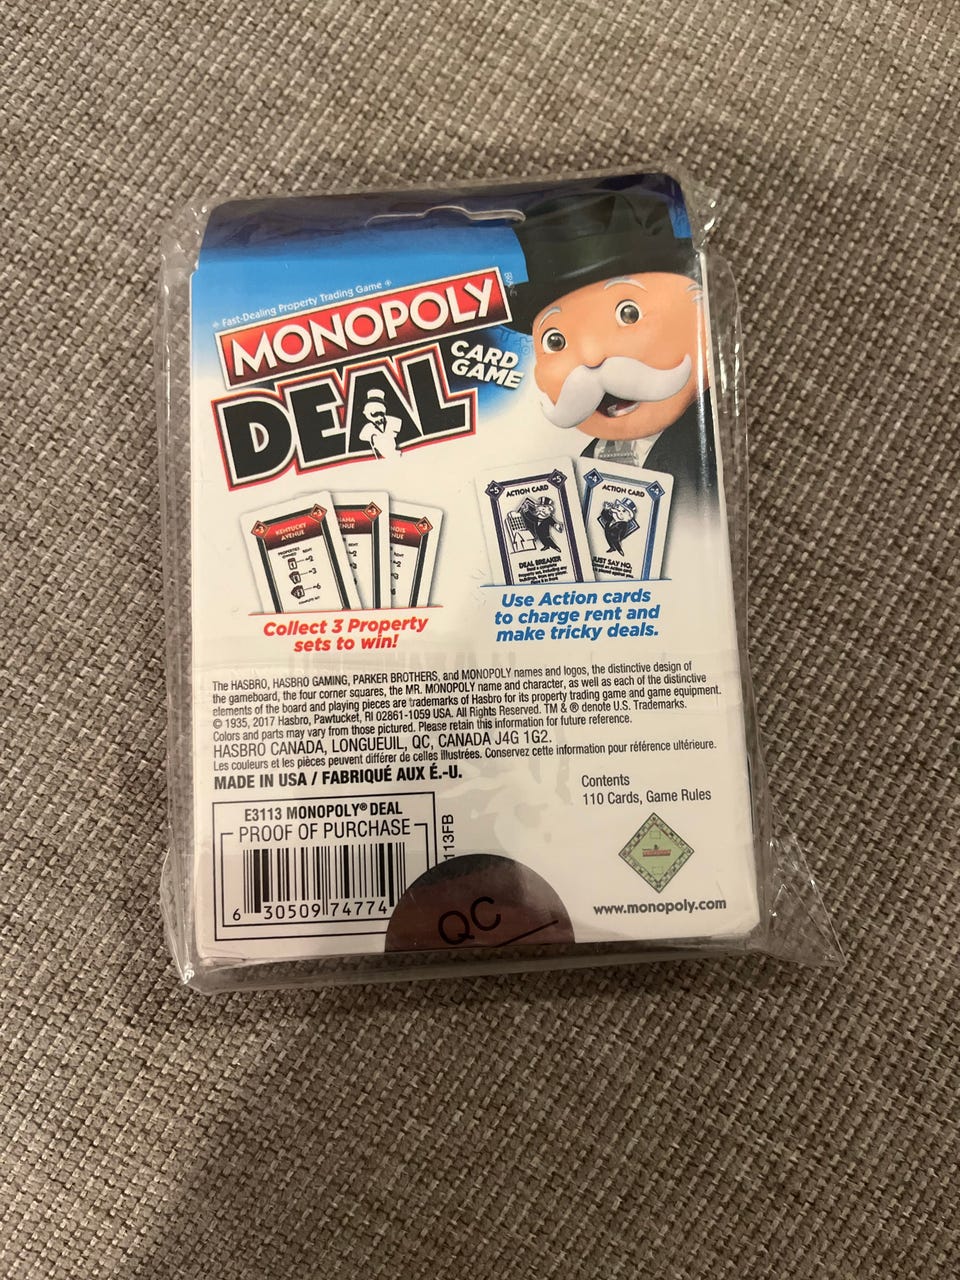 + Fast-Dealing Property Trading Game +
MONOPOLY
DEAL
CARD
GAME
KENTUCKY
AVENUE
PROPERTIES
OWNED
RENT
COMPLETE SET
ACTION CARD
DEAL BREAKER
ACTION CARD
JUST SAY NO
Collect 3 Property
sets to win!
Use Action cards
to charge rent and
make tricky deals.
The HASBRO, HASBRO GAMING, PARKER BROTHERS, and MONOPOLY names and logos, the distinctive design of
the gameboard, the four corner squares, the MR. MONOPOLY name and character, as well as each of the distinctive
elements of the board and playing pieces are trademarks of Hasbro for its property trading game and game equipment.
© 1935, 2017 Hasbro, Pawtucket, RI 02861-1059 USA. All Rights Reserved. TM & ® denote U.S. Trademarks.
Colors and parts may vary from those pictured. Please retain this information for future reference.
HASBRO CANADA, LONGUEUIL, QC, CANADA J4G 1G2.
Les couleurs et les pièces peuvent différer de celles illustrées. Conservez cette information pour référence ultérieure.
MADE IN USA / FABRIQUÉ AUX É.-U.
Contents
110 Cards, Game Rules
E3113 MONOPOLY® DEAL
PROOF OF PURCHASE
6 30509 74774
113FB
QC
www.monopoly.com